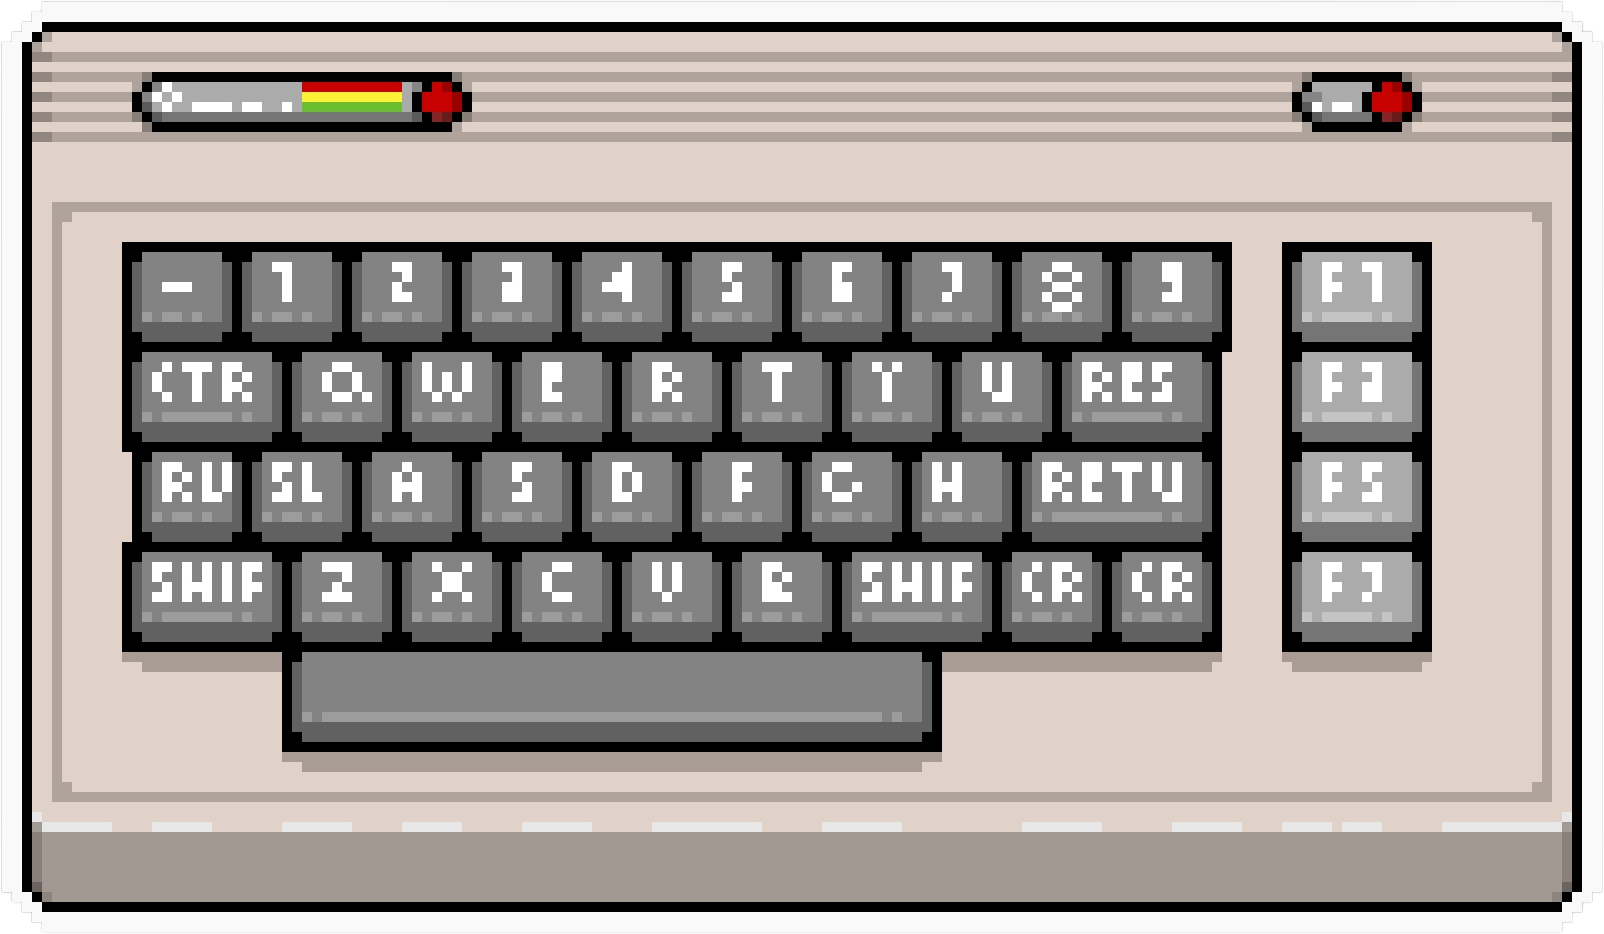 - 1 2 3 4 5 6 7 8 9 F1
CTR Q W E R T Y U RES F3
RV SL A S D F G H RETU F5
SHIF Z X C V B SHIF CR CR F7